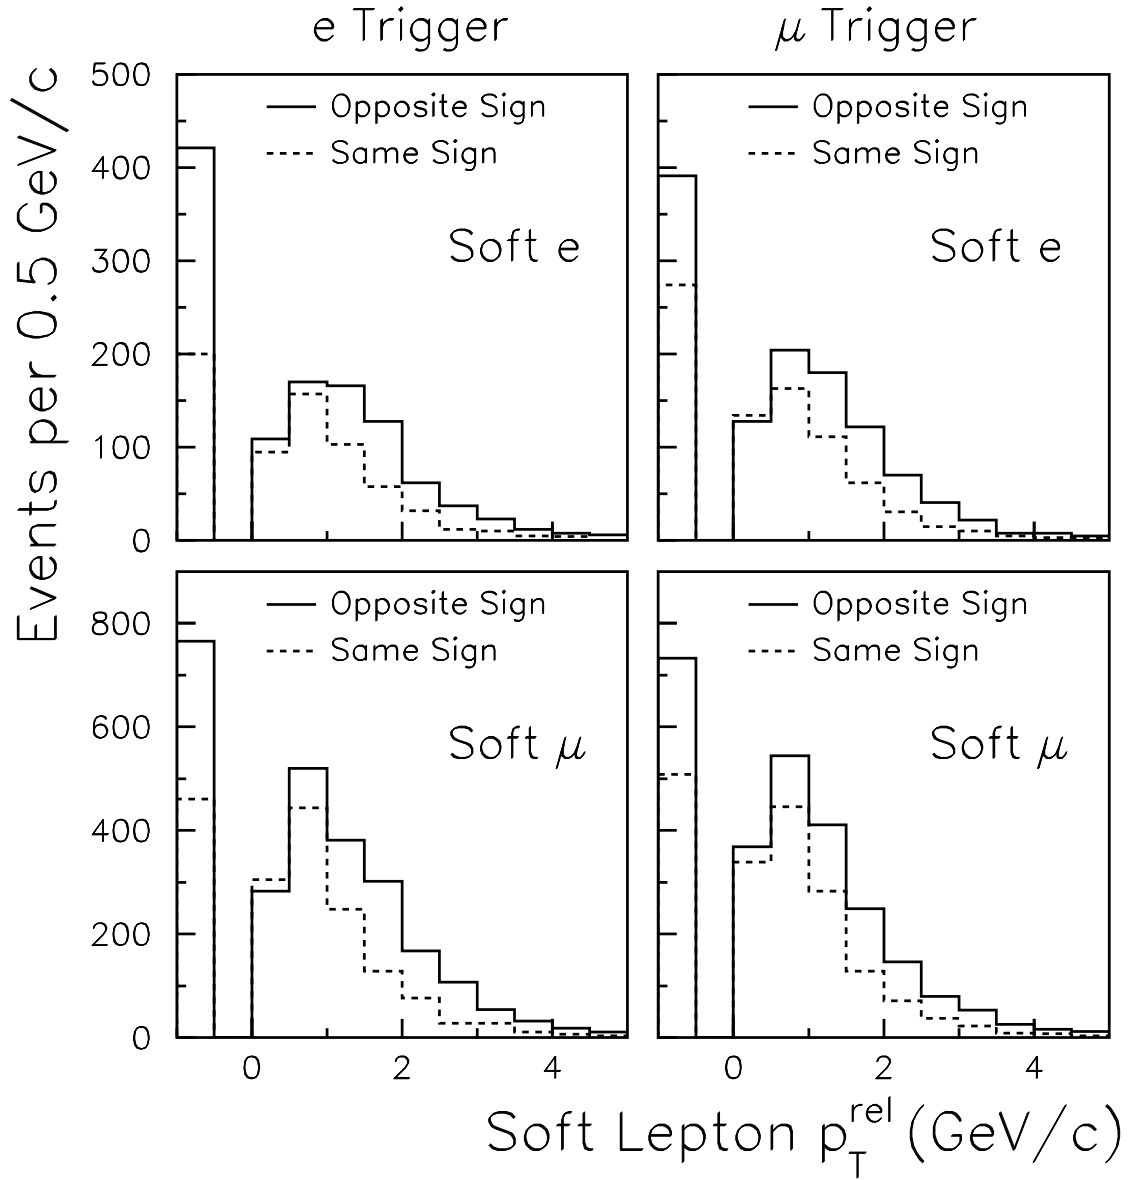 e Trigger
μ Trigger
Events per 0.5 GeV/c
500
400
300
200
100
0
Opposite Sign
Same Sign
Soft e
Opposite Sign
Same Sign
Soft e
800
600
400
200
0
Opposite Sign
Same Sign
Soft μ
Opposite Sign
Same Sign
Soft μ
0 2 4
0 2 4
Soft Lepton p_T^rel (GeV/c)